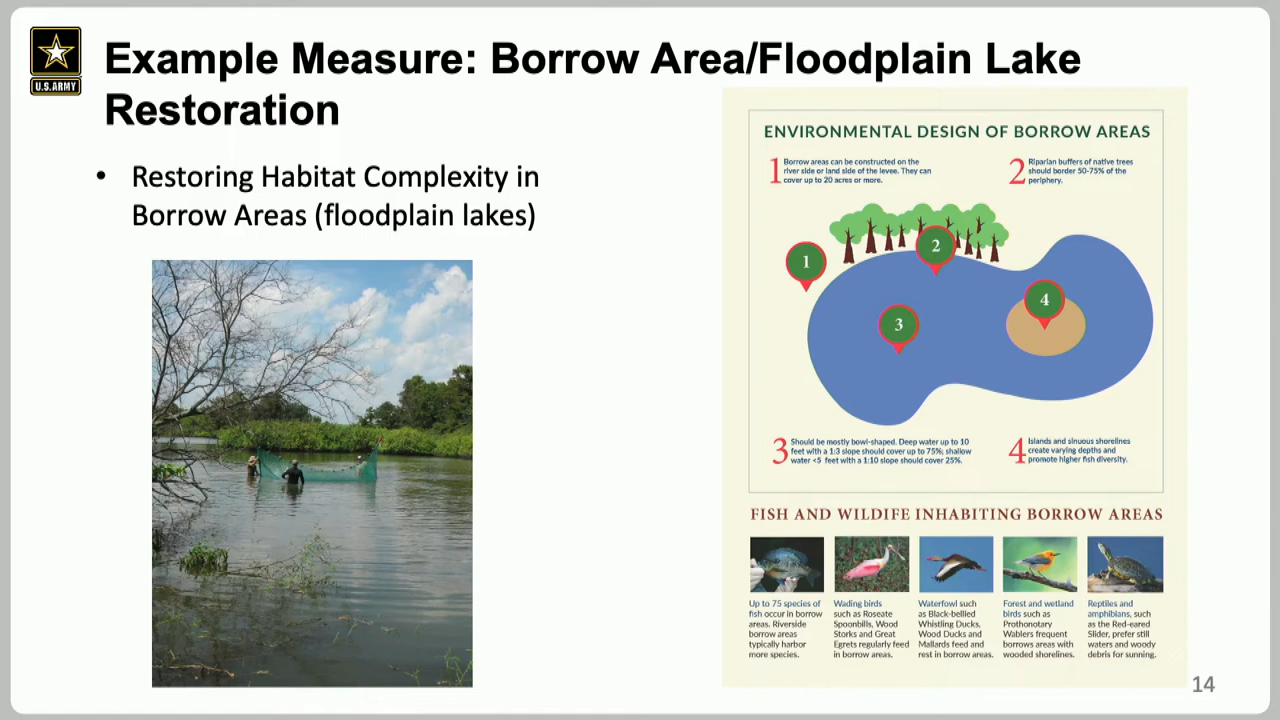 U.S.ARMY
Example Measure: Borrow Area/Floodplain Lake
Restoration
• Restoring Habitat Complexity in
Borrow Areas (floodplain lakes)
ENVIRONMENTAL DESIGN OF BORROW AREAS
1 Borrow areas can be constructed on the
river side or land side of the levee. They can
cover up to 20 acres or more.
2 Riparian buffers of native trees
should border 50-75% of the
periphery.
1
2
3
4
3 Should be mostly bowl-shaped. Deep water up to 10
feet with a 1:3 slope should cover up to 75%; shallow
water <5 feet with a 1:10 slope should cover 25%.
4 Islands and sinuous shorelines
create varying depths and
promote higher fish diversity.
FISH AND WILDLIFE INHABITING BORROW AREAS
Up to 75 species of
fish occur in borrow
areas. Riverside
borrow areas
typically harbor
more species.
Wading birds
such as Roseate
Spoonbills, Wood
Storks and Great
Egrets regularly feed
in borrow areas.
Waterfowl such
as Black-bellied
Whistling Ducks,
Wood Ducks and
Mallards feed and
rest in borrow areas.
Forest and wetland
birds such as
Prothonotary
Wablers frequent
borrows areas with
wooded shorelines.
Reptiles and
amphibians, such
as the Red-eared
Slider, prefer still
waters and woody
debris for sunning.
14